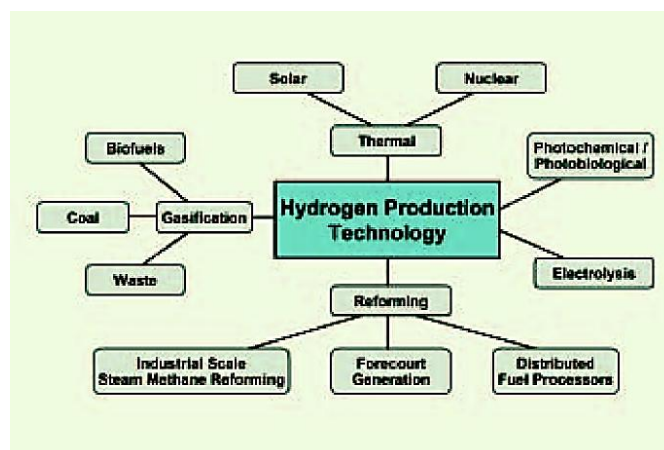 Solar
Nuclear
Thermal
Biofuels
Photochemical /
Photobiological
Coal
Gasification
Hydrogen Production
Technology
Waste
Electrolysis
Reforming
Industrial Scale
Steam Methane Reforming
Forecourt
Generation
Distributed
Fuel Processors